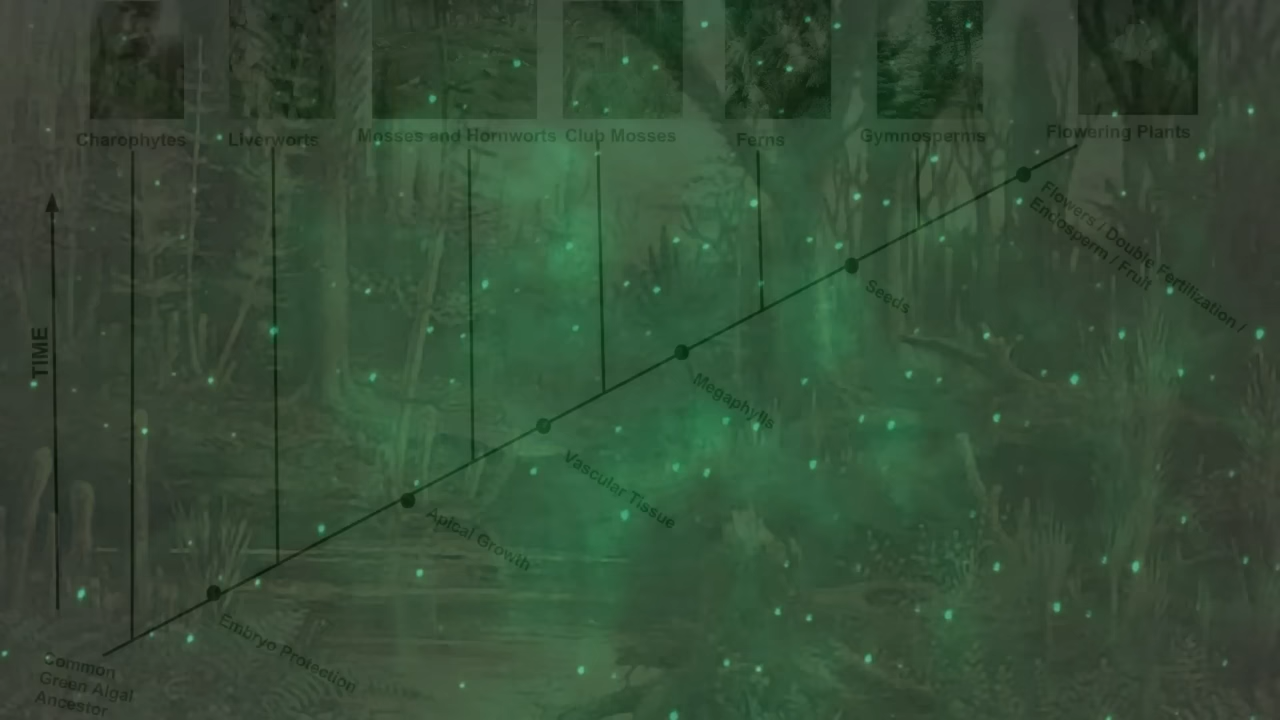 Charophytes
Liverworts
Mosses and Hornworts
Club Mosses
Ferns
Gymnosperms
Flowering Plants
TIME
Flowers / Double Fertilization /
Endosperm / Fruit
Seeds
Megaphylls
Vascular Tissue
Apical Growth
Embryo Protection
Common
Green Algal
Ancestor